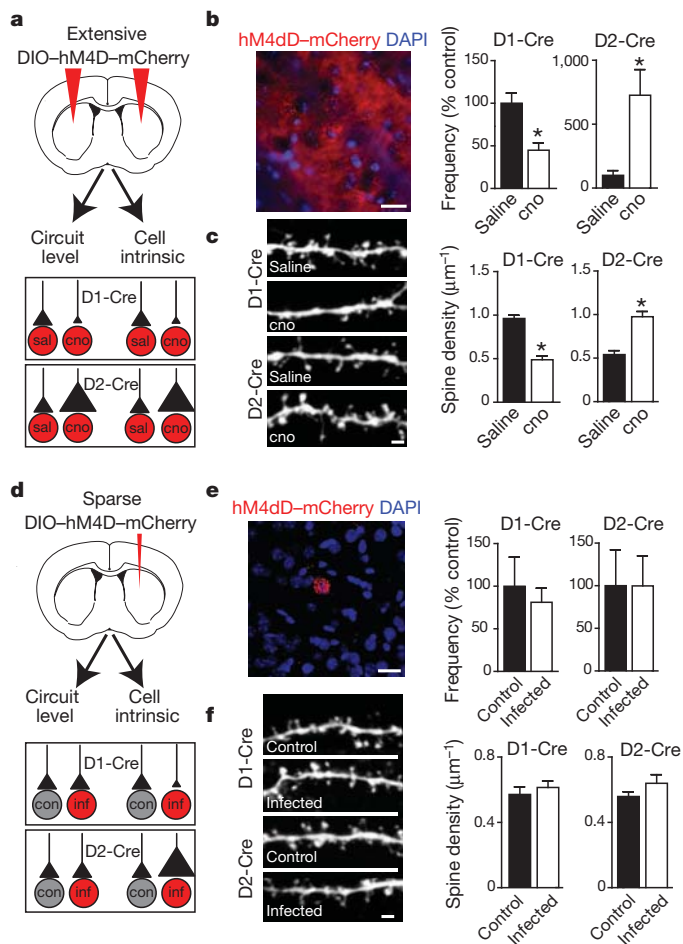 a
Extensive
DIO–hM4D–mCherry
Circuit
level
Cell
intrinsic
D1-Cre
sal
cno
sal
cno
D2-Cre
sal
cno
sal
cno
b
hM4dD–mCherry DAPI
Frequency (% control)
D1-Cre
150
100
50
0
*
Saline
cno
D2-Cre
1,000
500
0
*
Saline
cno
c
D1-Cre
Saline
cno
D2-Cre
Saline
cno
Spine density (μm⁻¹)
D1-Cre
1.5
1.0
0.5
0
*
Saline
cno
D2-Cre
1.5
1.0
0.5
0
*
Saline
cno
d
Sparse
DIO–hM4D–mCherry
Circuit
level
Cell
intrinsic
D1-Cre
con
inf
con
inf
D2-Cre
con
inf
con
inf
e
hM4dD–mCherry DAPI
Frequency (% control)
D1-Cre
150
100
50
0
Control
Infected
D2-Cre
150
100
50
0
Control
Infected
f
D1-Cre
Control
Infected
D2-Cre
Control
Infected
Spine density (μm⁻¹)
D1-Cre
1.2
0.6
0
Control
Infected
D2-Cre
1.2
0.6
0
Control
Infected